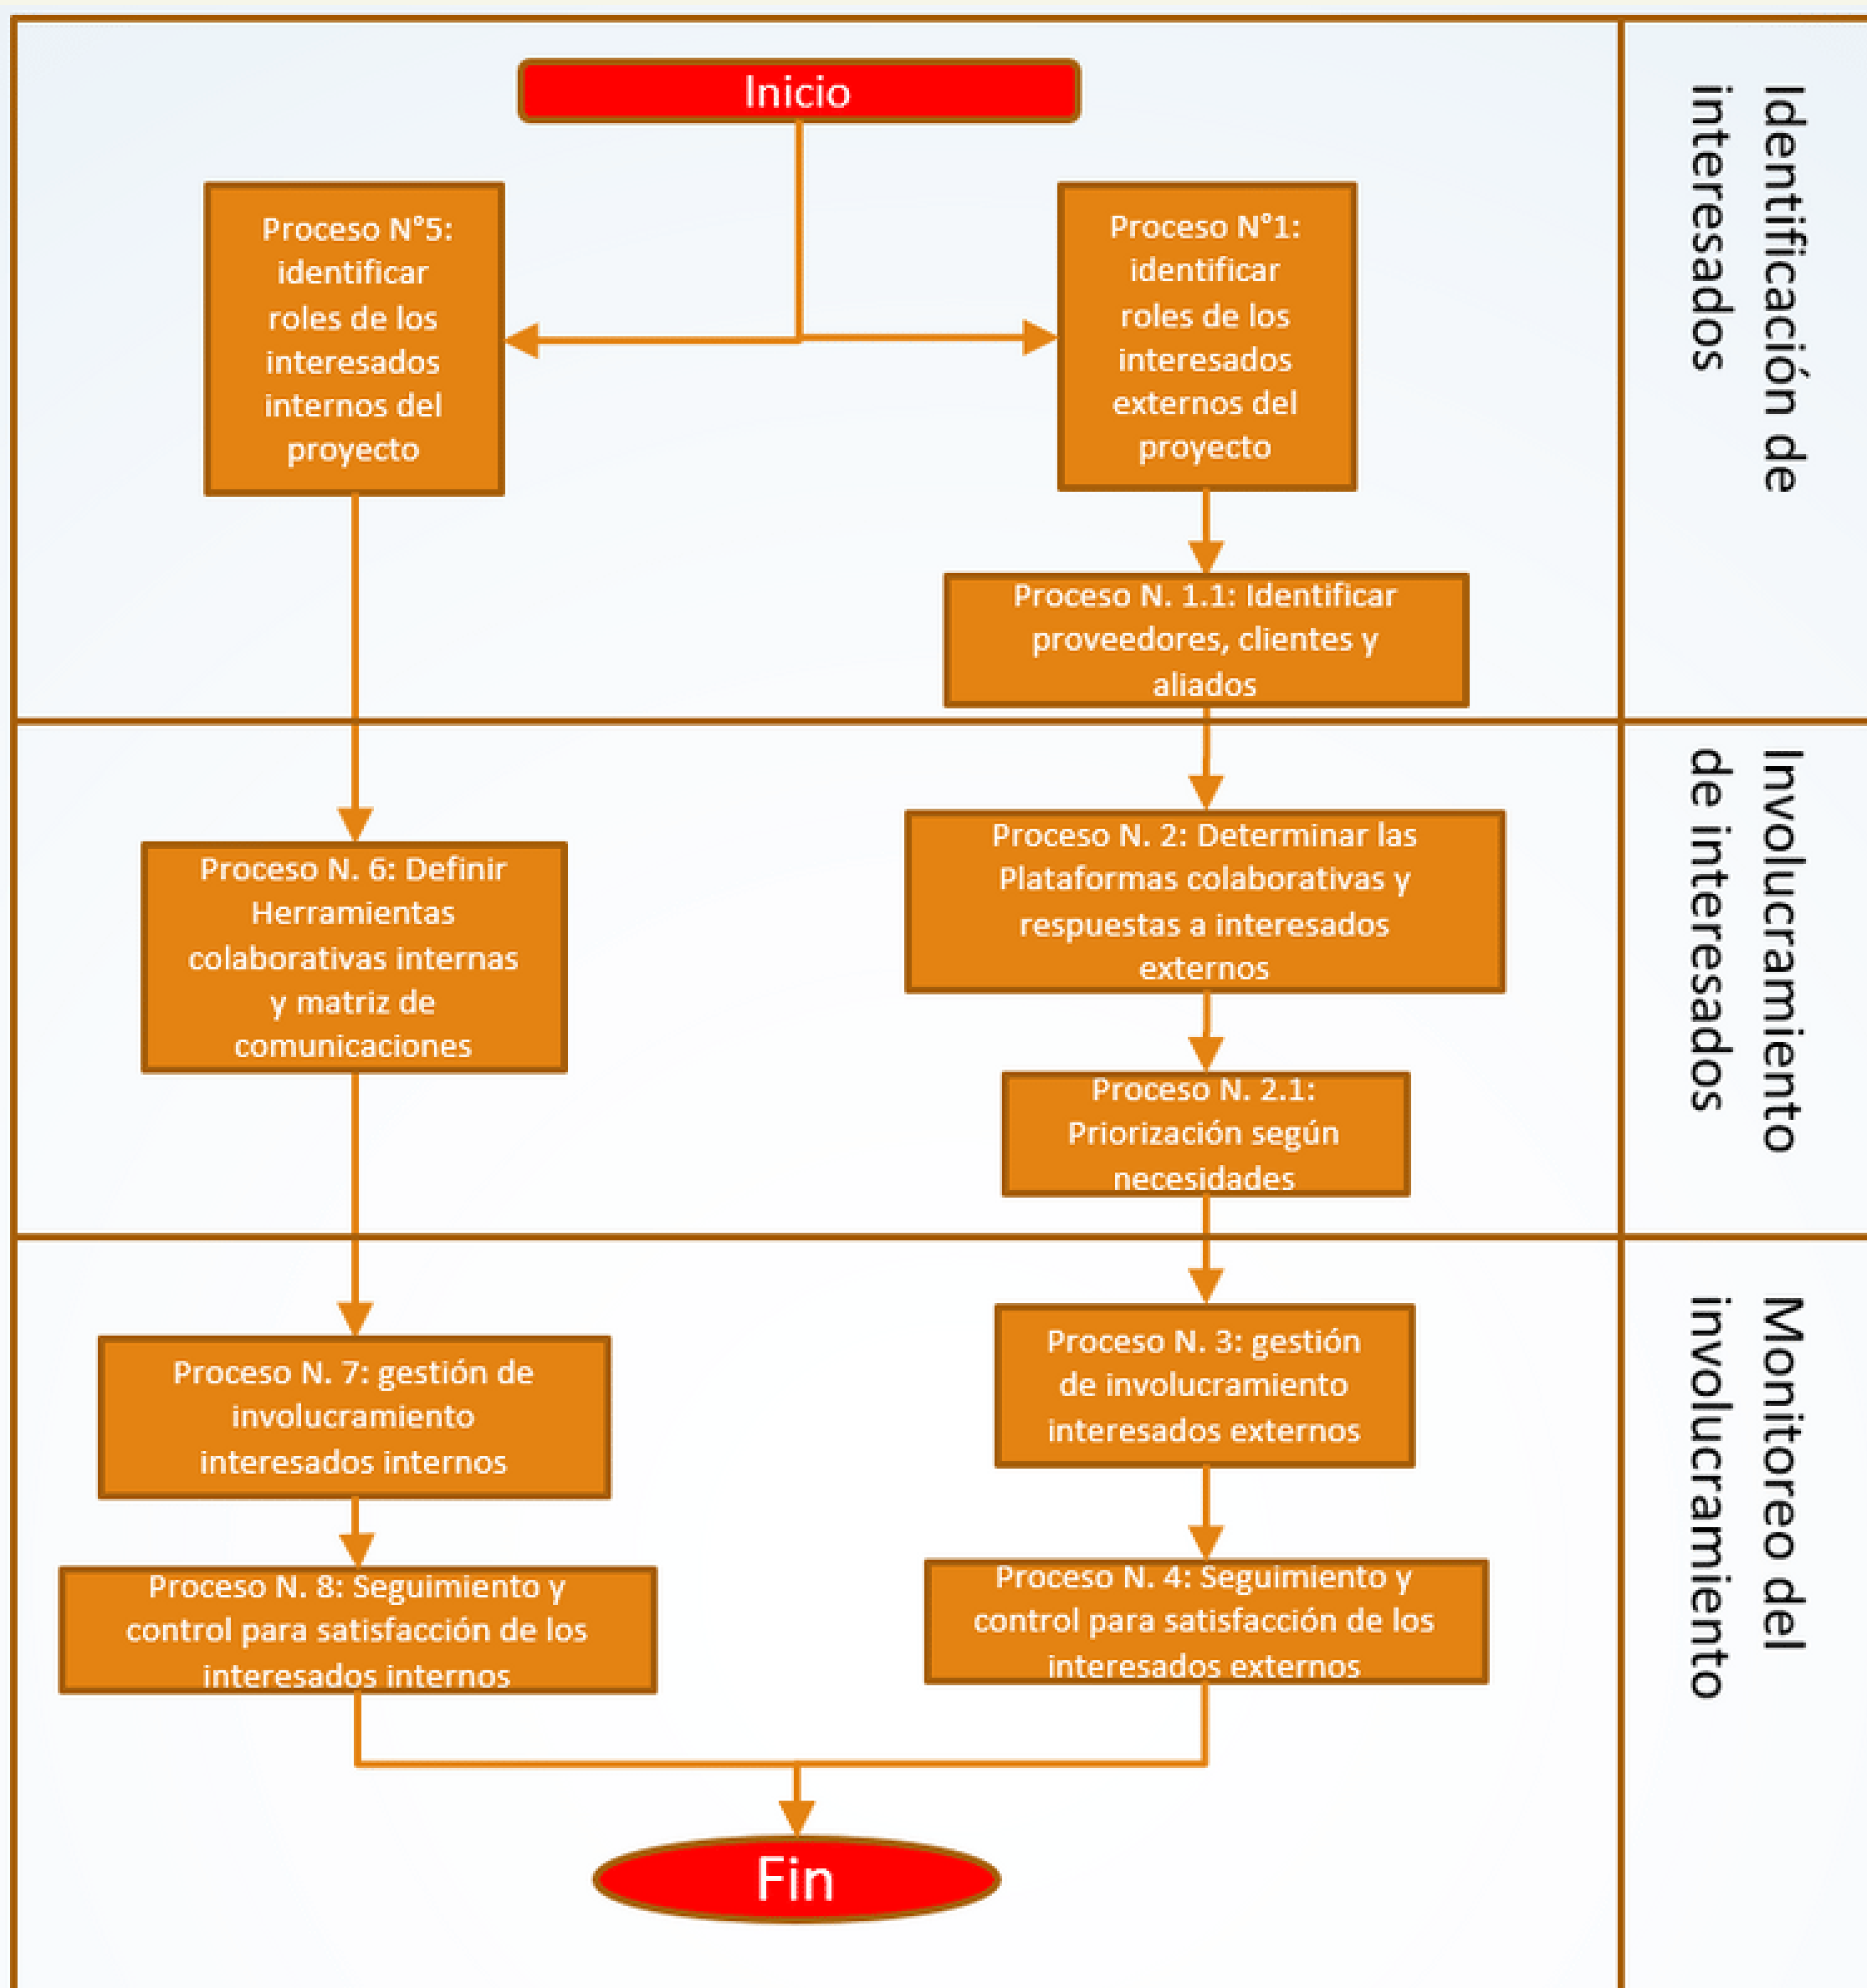 Inicio
Proceso N°5:
identificar
roles de los
interesados
internos del
proyecto
Proceso N°1:
identificar
roles de los
interesados
externos del
proyecto
Proceso N. 1.1: Identificar
proveedores, clientes y
aliados
Identificación de
interesados
Proceso N. 6: Definir
Herramientas
colaborativas internas
y matriz de
comunicaciones
Proceso N. 2: Determinar las
Plataformas colaborativas y
respuestas a interesados
externos
Proceso N. 2.1:
Priorización según
necesidades
Involucramiento
de interesados
Proceso N. 7: gestión de
involucramiento
interesados internos
Proceso N. 3: gestión
de involucramiento
interesados externos
Proceso N. 8: Seguimiento y
control para satisfacción de los
interesados internos
Proceso N. 4: Seguimiento y
control para satisfacción de los
interesados externos
Monitoreo del
involucramiento
Fin